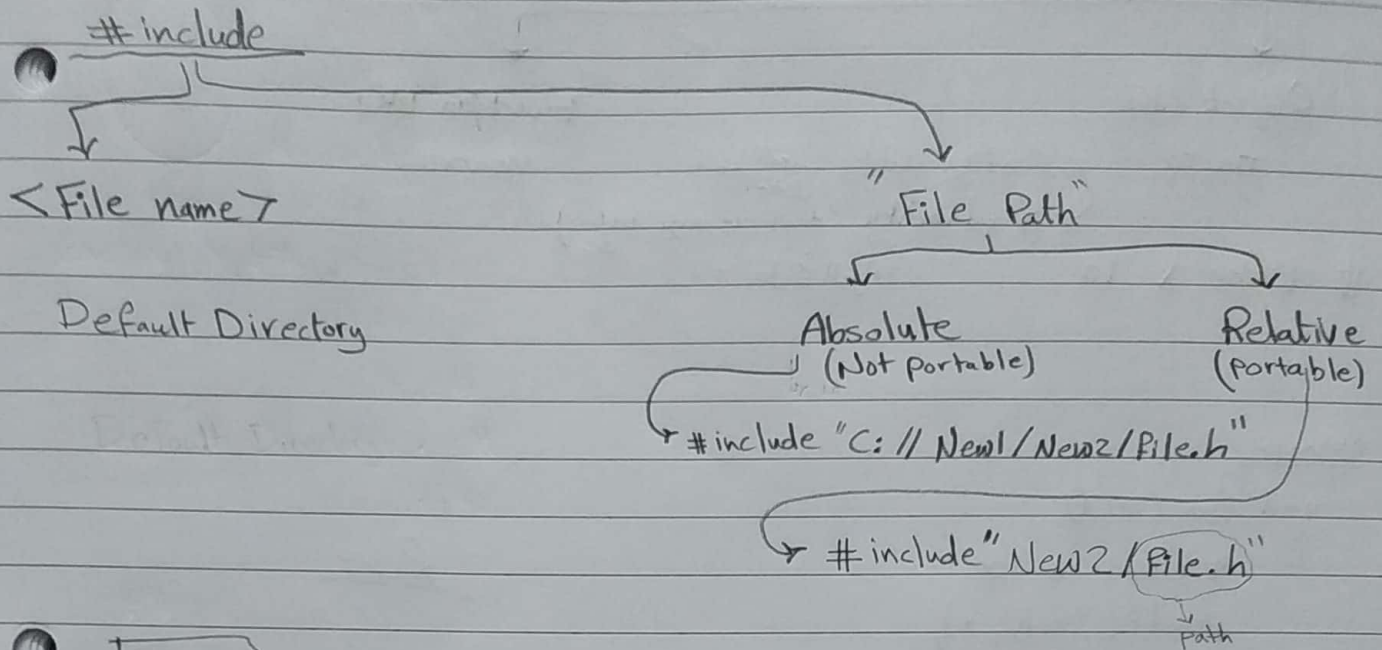 #include
<File name>
"File Path"
Default Directory
Absolute
(Not portable)
Relative
(portable)
#include "C: // New1/New2/file.h"
#include "New2/file.h"
path